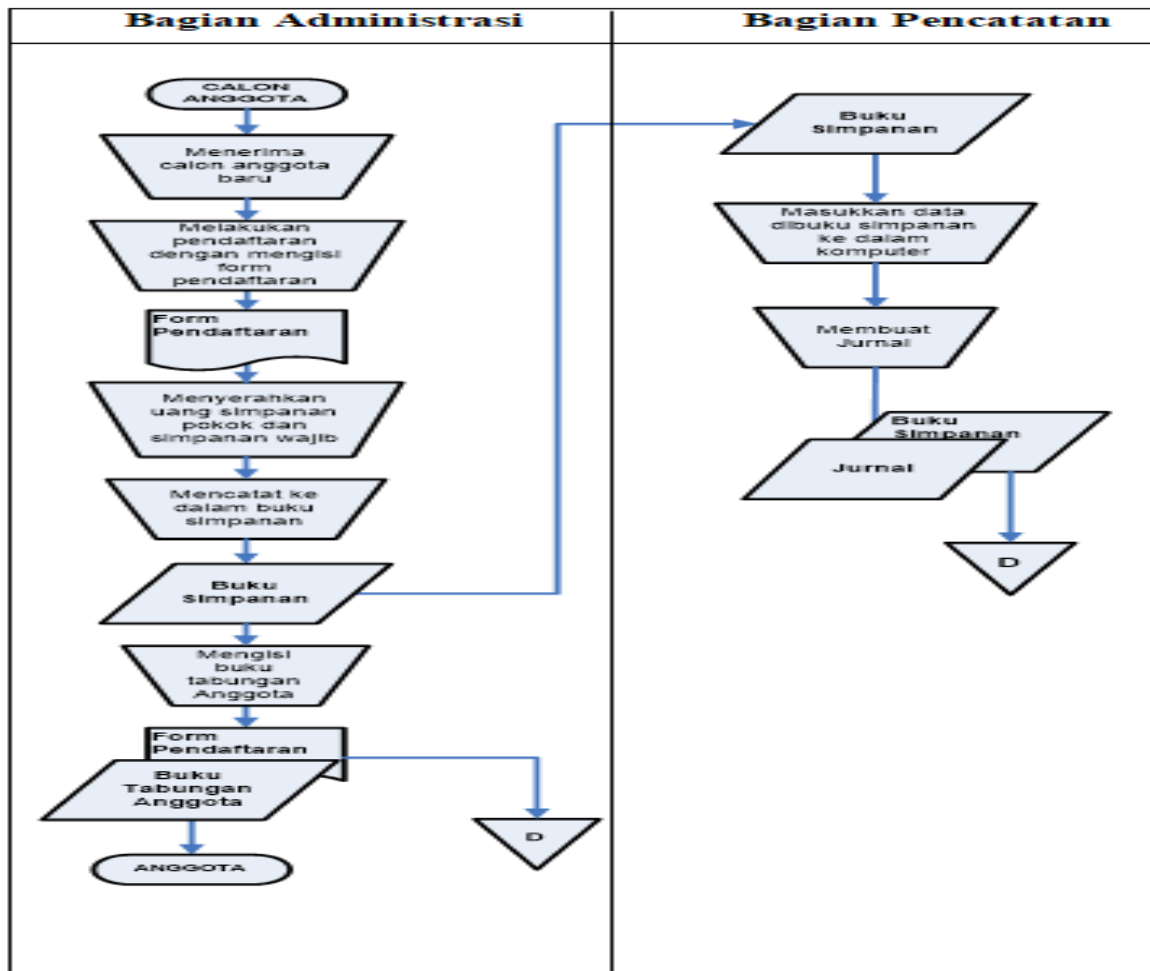 Bagian Administrasi
CALON
ANGGOTA
Menerima
calon anggota
baru
Melakukan
pendaftaran
dengan mengisi
form
pendaftaran
Form
Pendaftaran
Menyerahkan
uang simpanan
pokok dan
simpanan wajib
Mencatat ke
dalam buku
simpanan
Buku
Simpanan
Mengisi
buku
tabungan
Anggota
Form
Pendaftaran
Buku
Tabungan
Anggota
D
ANGGOTA
Bagian Pencatatan
Buku
Simpanan
Masukkan data
dibuku simpanan
ke dalam
komputer
Membuat
Jurnal
Buku
Simpanan
Jurnal
D